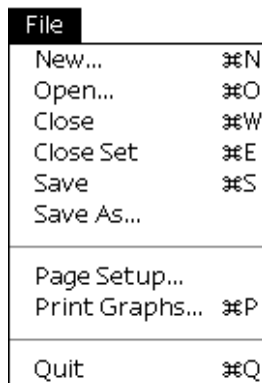 File
New... ⌘N
Open... ⌘O
Close ⌘W
Close Set ⌘E
Save ⌘S
Save As...
Page Setup...
Print Graphs... ⌘P
Quit ⌘Q